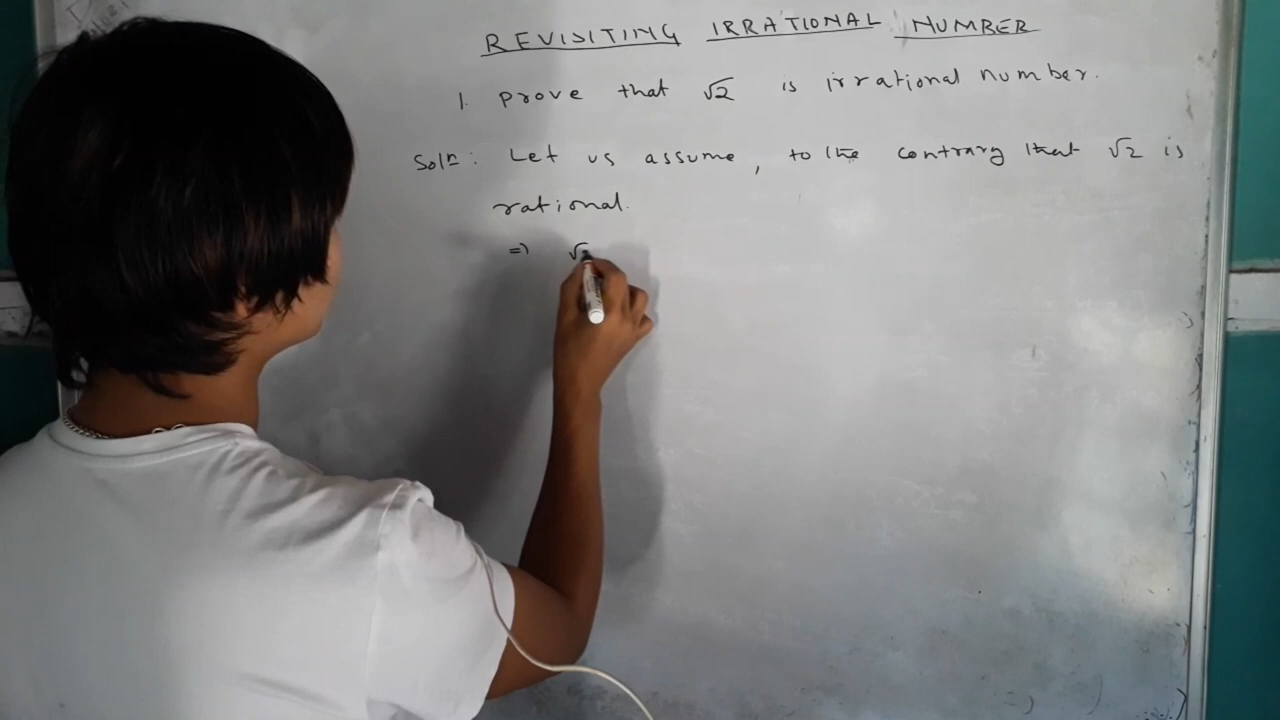 REVISITING IRRATIONAL NUMBER
1. Prove that √2 is irrational number.
Soln: Let us assume, to the contrary that √2 is
rational.
⇒ √